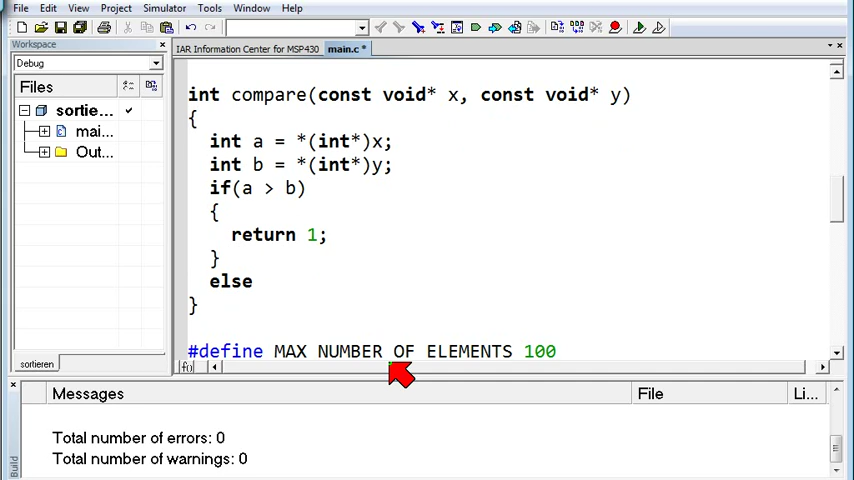 File Edit View Project Simulator Tools Window Help
Workspace
IAR Information Center for MSP430 main.c *
Debug
Files
sortie...
mai...
Out...
int compare(const void* x, const void* y)
{
int a = *(int*)x;
int b = *(int*)y;
if(a > b)
{
return 1;
}
else
}
#define MAX NUMBER OF ELEMENTS 100
sortieren
f()
Messages File Li...
Total number of errors: 0
Total number of warnings: 0
Build